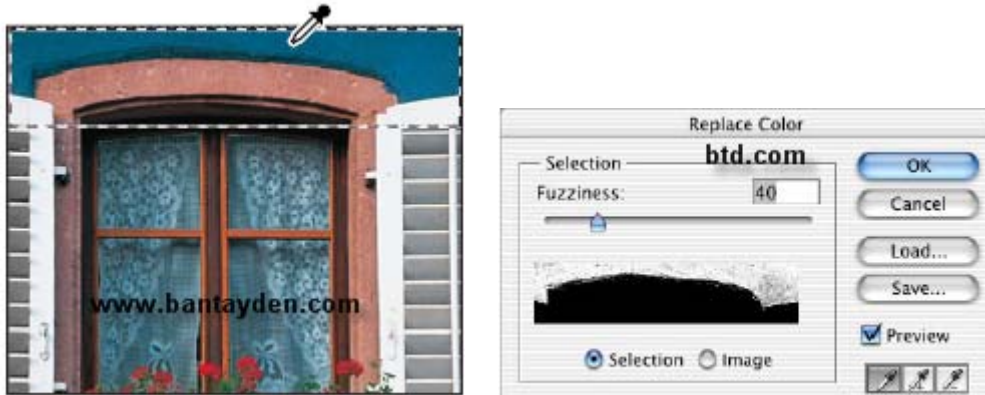 www.bantayden.com
Replace Color
btd.com
Selection
Fuzziness: 40
Selection Image
OK
Cancel
Load...
Save...
Preview